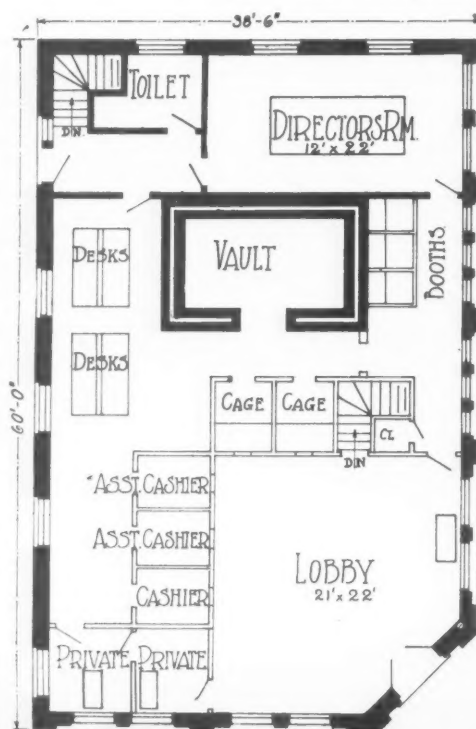 38'-6"
TOILET
DN.
DIRECTORS RM.
12' x 22'
VAULT
BOOTHS
DESKS
DESKS
60'-0"
CAGE CAGE
CL.
DN
ASST. CASHIER
ASST. CASHIER
CASHIER
LOBBY
21' x 22'
PRIVATE PRIVATE